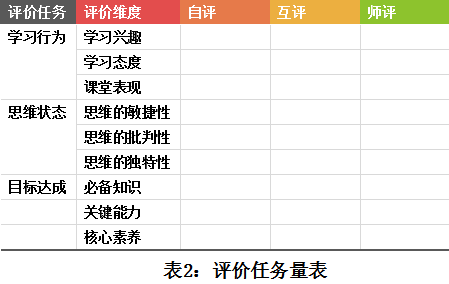 评价任务 评价维度 自评 互评 师评
学习行为 学习兴趣
学习态度
课堂表现
思维状态 思维的敏捷性
思维的批判性
思维的独特性
目标达成 必备知识
关键能力
核心素养
表2：评价任务量表